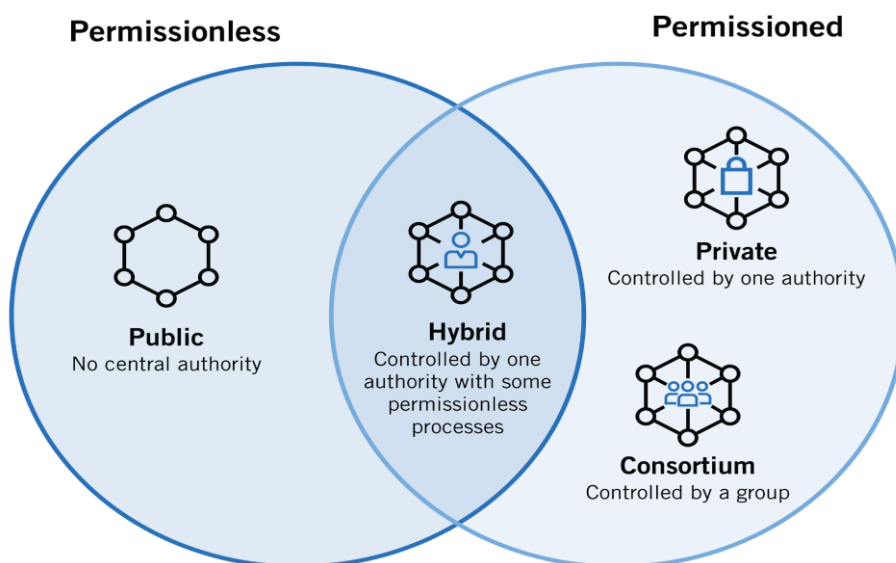 Permissionless
Permissioned
Public
No central authority
Hybrid
Controlled by one
authority with some
permissionless
processes
Private
Controlled by one authority
Consortium
Controlled by a group